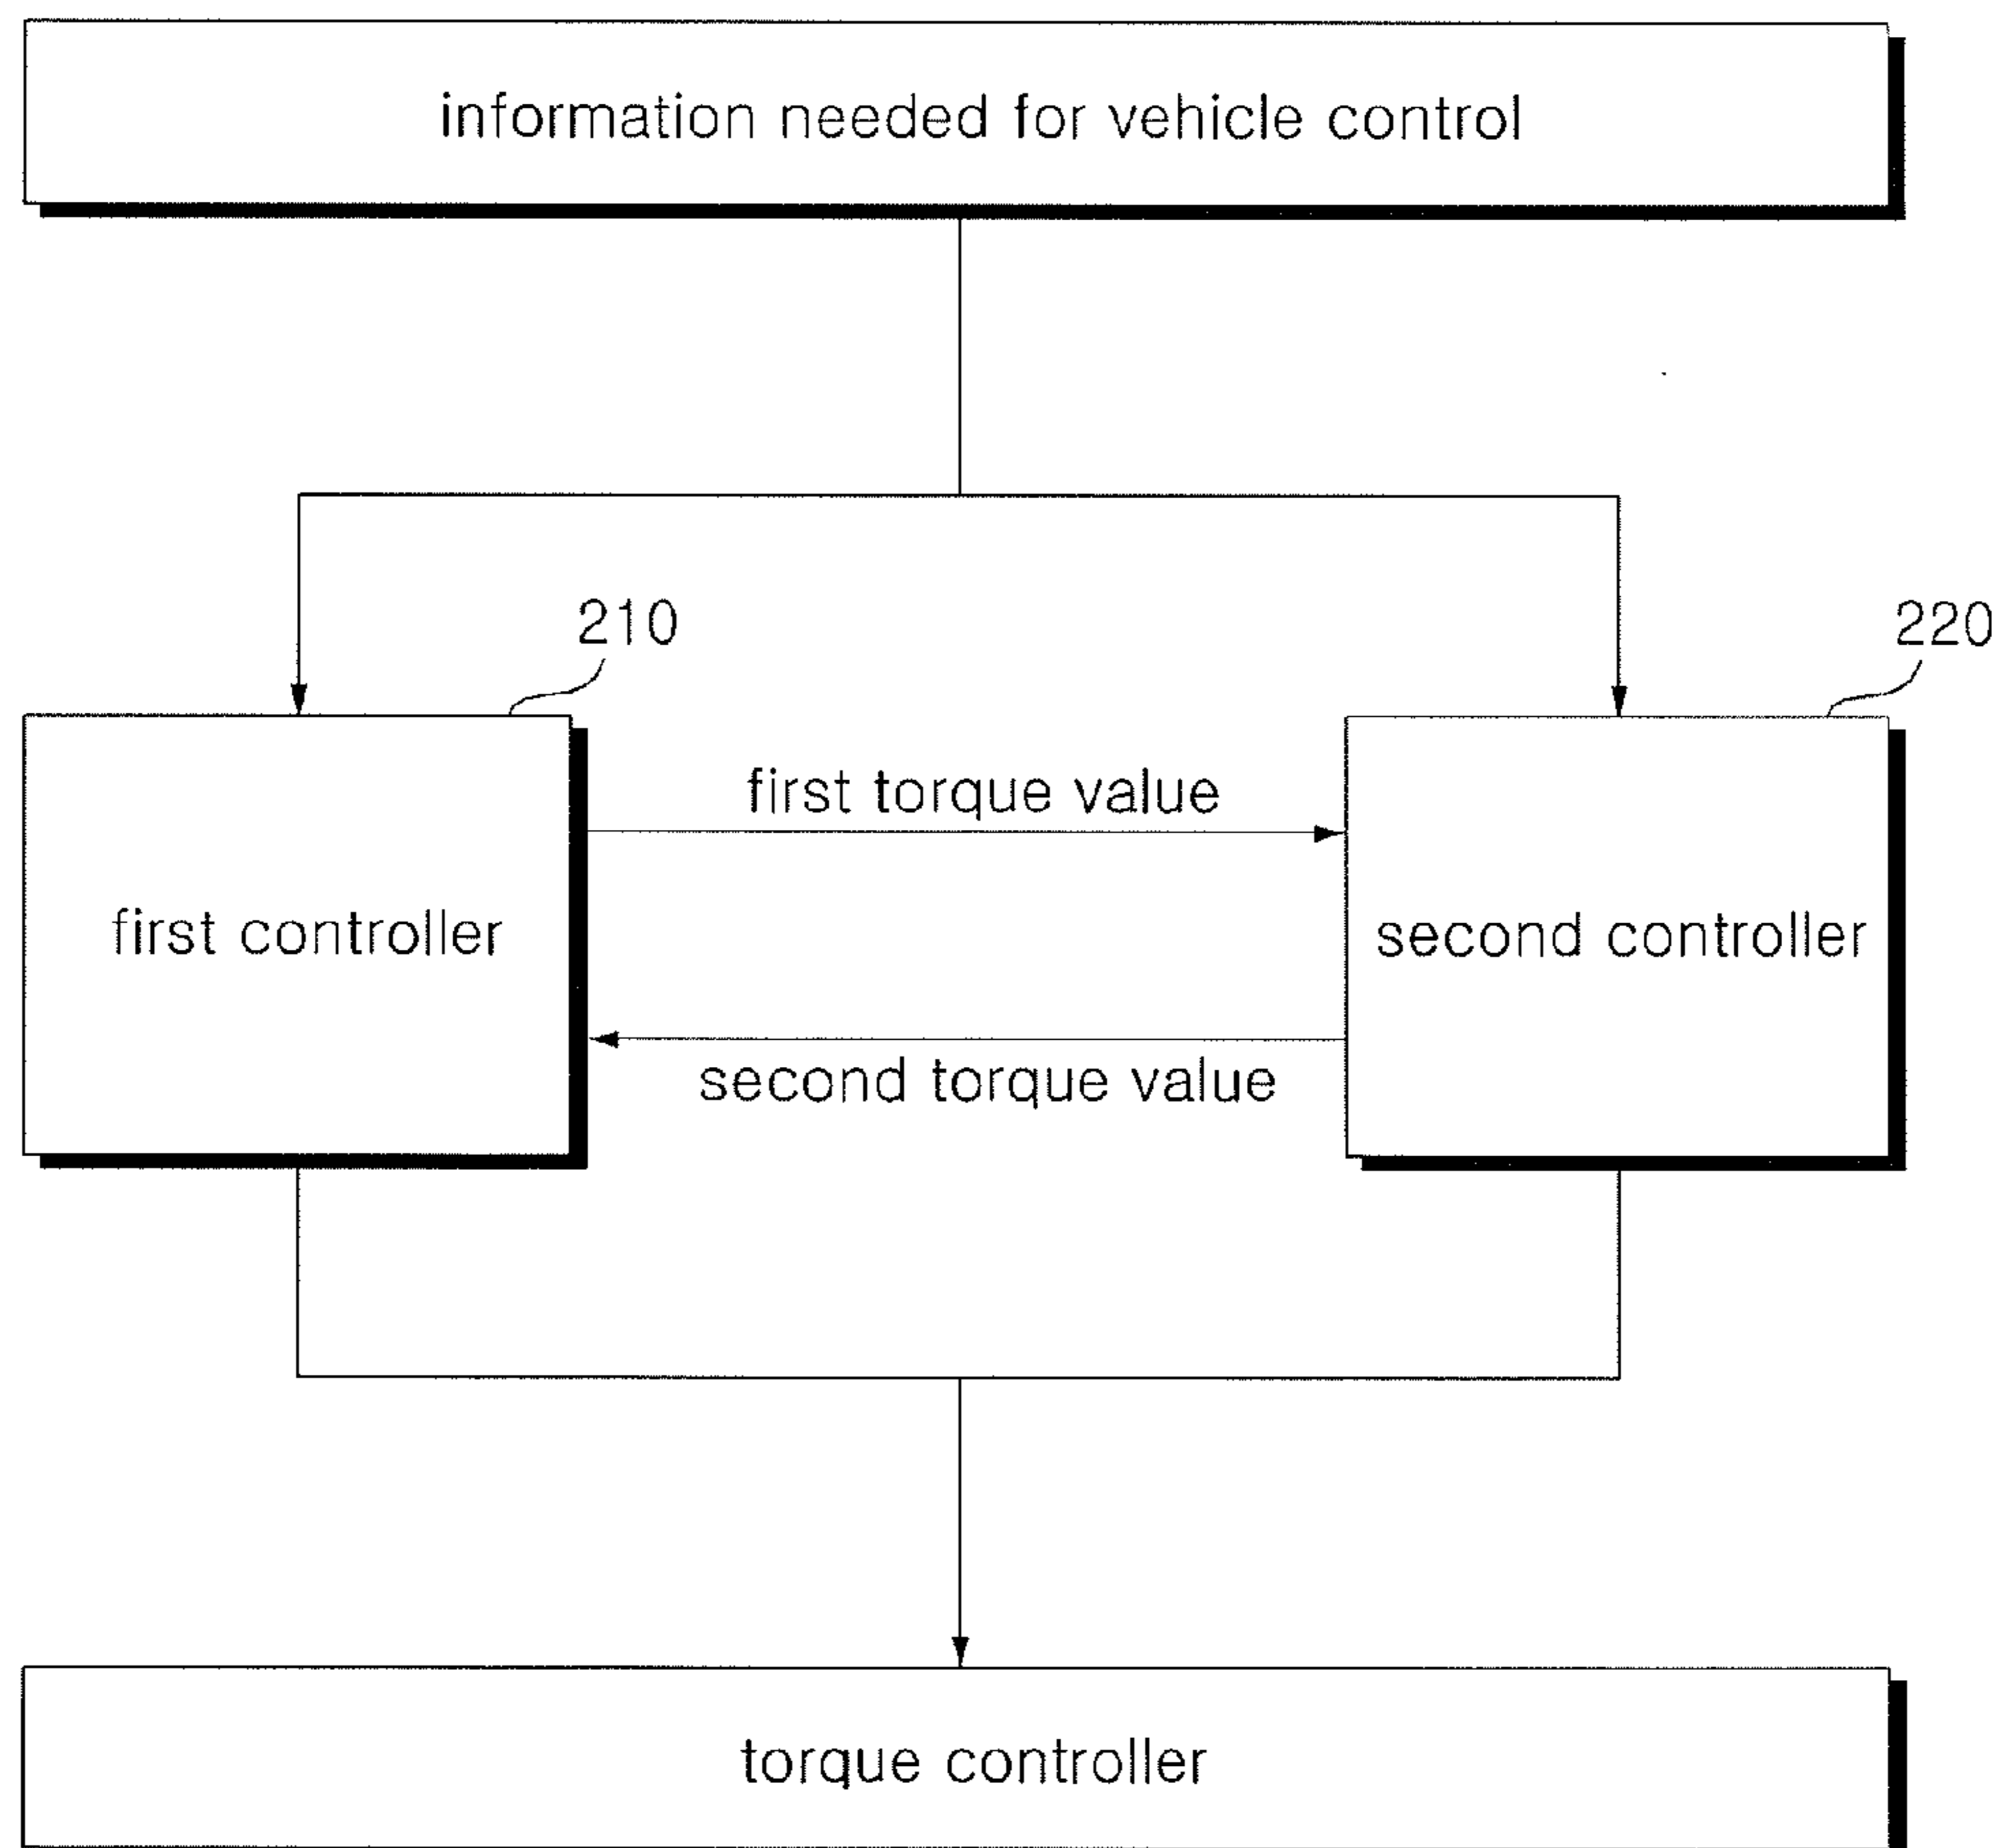 information needed for vehicle control
210
220
first torque value
first controller
second controller
second torque value
torque controller